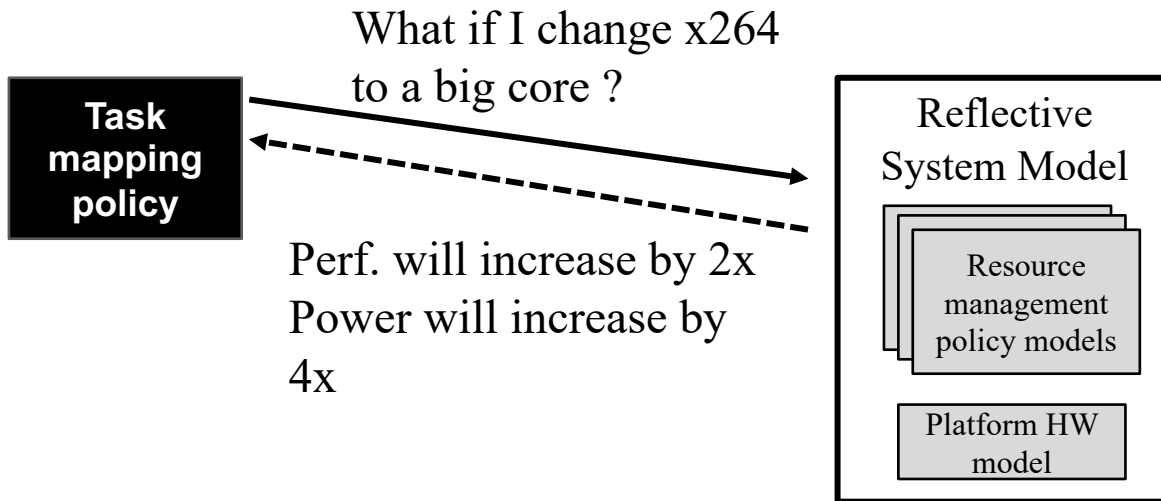 What if I change x264
to a big core ?
Task
mapping
policy
Perf. will increase by 2x
Power will increase by
4x
Reflective
System Model
Resource
management
policy models
Platform HW
model